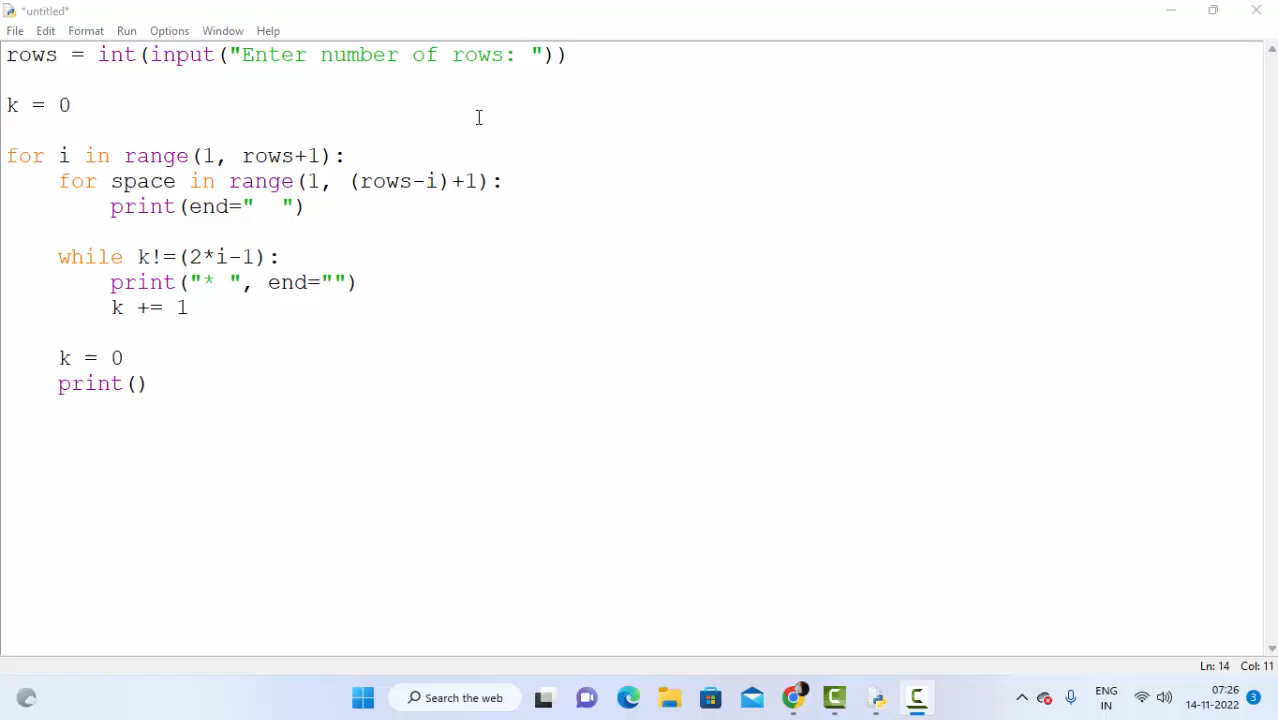 *untitled*
File Edit Format Run Options Window Help
rows = int(input("Enter number of rows: "))
k = 0
for i in range(1, rows+1):
    for space in range(1, (rows-i)+1):
        print(end="  ")
    while k!=(2*i-1):
        print("* ", end="")
        k += 1
    k = 0
    print()
Ln: 14 Col: 11
Search the web
ENG 07:26
IN 14-11-2022 3